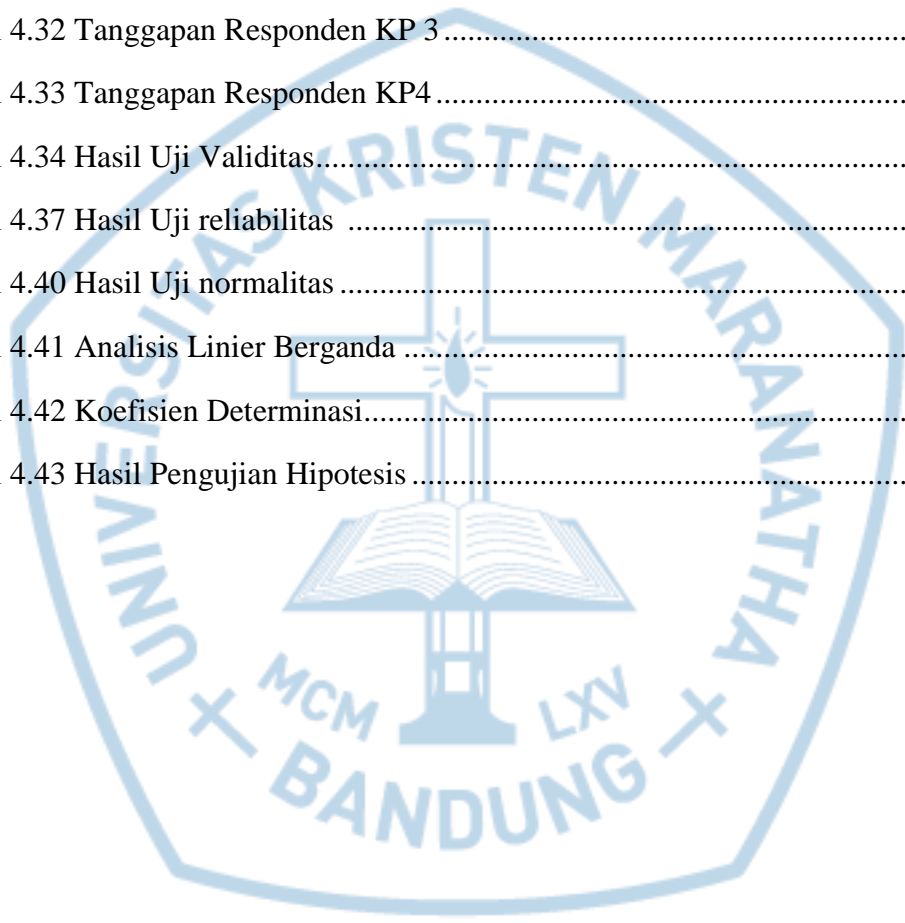 4.32 Tanggapan Responden KP 3
4.33 Tanggapan Responden KP4
4.34 Hasil Uji Validitas
4.37 Hasil Uji reliabilitas
4.40 Hasil Uji normalitas
4.41 Analisis Linier Berganda
4.42 Koefisien Determinasi
4.43 Hasil Pengujian Hipotesis
UNIVERSITAS KRISTEN MARANATHA
MCM LXV
BANDUNG